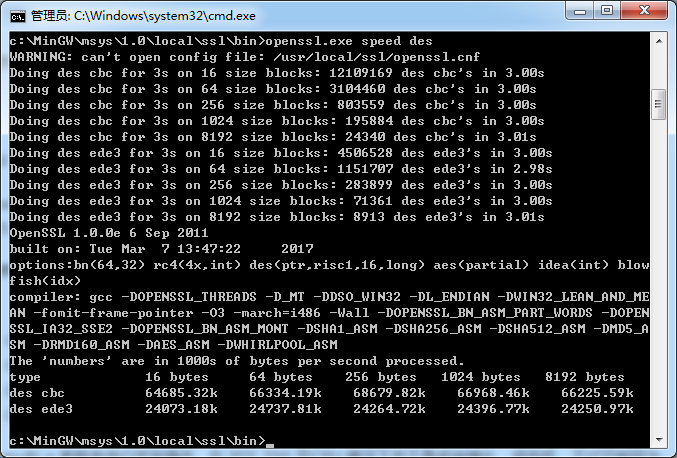 管理员: C:\Windows\system32\cmd.exe
c:\MinGW\msys\1.0\local\ssl\bin>openssl.exe speed des
WARNING: can't open config file: /usr/local/ssl/openssl.cnf
Doing des cbc for 3s on 16 size blocks: 12109169 des cbc's in 3.00s
Doing des cbc for 3s on 64 size blocks: 3104460 des cbc's in 3.00s
Doing des cbc for 3s on 256 size blocks: 803559 des cbc's in 3.00s
Doing des cbc for 3s on 1024 size blocks: 195884 des cbc's in 3.00s
Doing des cbc for 3s on 8192 size blocks: 24340 des cbc's in 3.01s
Doing des ede3 for 3s on 16 size blocks: 4506528 des ede3's in 3.00s
Doing des ede3 for 3s on 64 size blocks: 1151707 des ede3's in 2.98s
Doing des ede3 for 3s on 256 size blocks: 283899 des ede3's in 3.00s
Doing des ede3 for 3s on 1024 size blocks: 71361 des ede3's in 3.00s
Doing des ede3 for 3s on 8192 size blocks: 8913 des ede3's in 3.01s
OpenSSL 1.0.0e 6 Sep 2011
built on: Tue Mar  7 13:47:22     2017
options:bn(64,32) rc4(4x,int) des(ptr,risc1,16,long) aes(partial) idea(int) blow
fish(idx)
compiler: gcc -DOPENSSL_THREADS -D_MT -DDSO_WIN32 -DL_ENDIAN -DWIN32_LEAN_AND_ME
AN -fomit-frame-pointer -O3 -march=i486 -Wall -DOPENSSL_BN_ASM_PART_WORDS -DOPEN
SSL_IA32_SSE2 -DOPENSSL_BN_ASM_MONT -DSHA1_ASM -DSHA256_ASM -DSHA512_ASM -DMD5_A
SM -DRMD160_ASM -DAES_ASM -DWHIRLPOOL_ASM
The 'numbers' are in 1000s of bytes per second processed.
type             16 bytes     64 bytes    256 bytes   1024 bytes   8192 bytes
des cbc          64685.32k    66334.19k    68679.82k    66968.46k    66225.59k
des ede3         24073.18k    24737.81k    24264.72k    24396.77k    24250.97k
c:\MinGW\msys\1.0\local\ssl\bin>